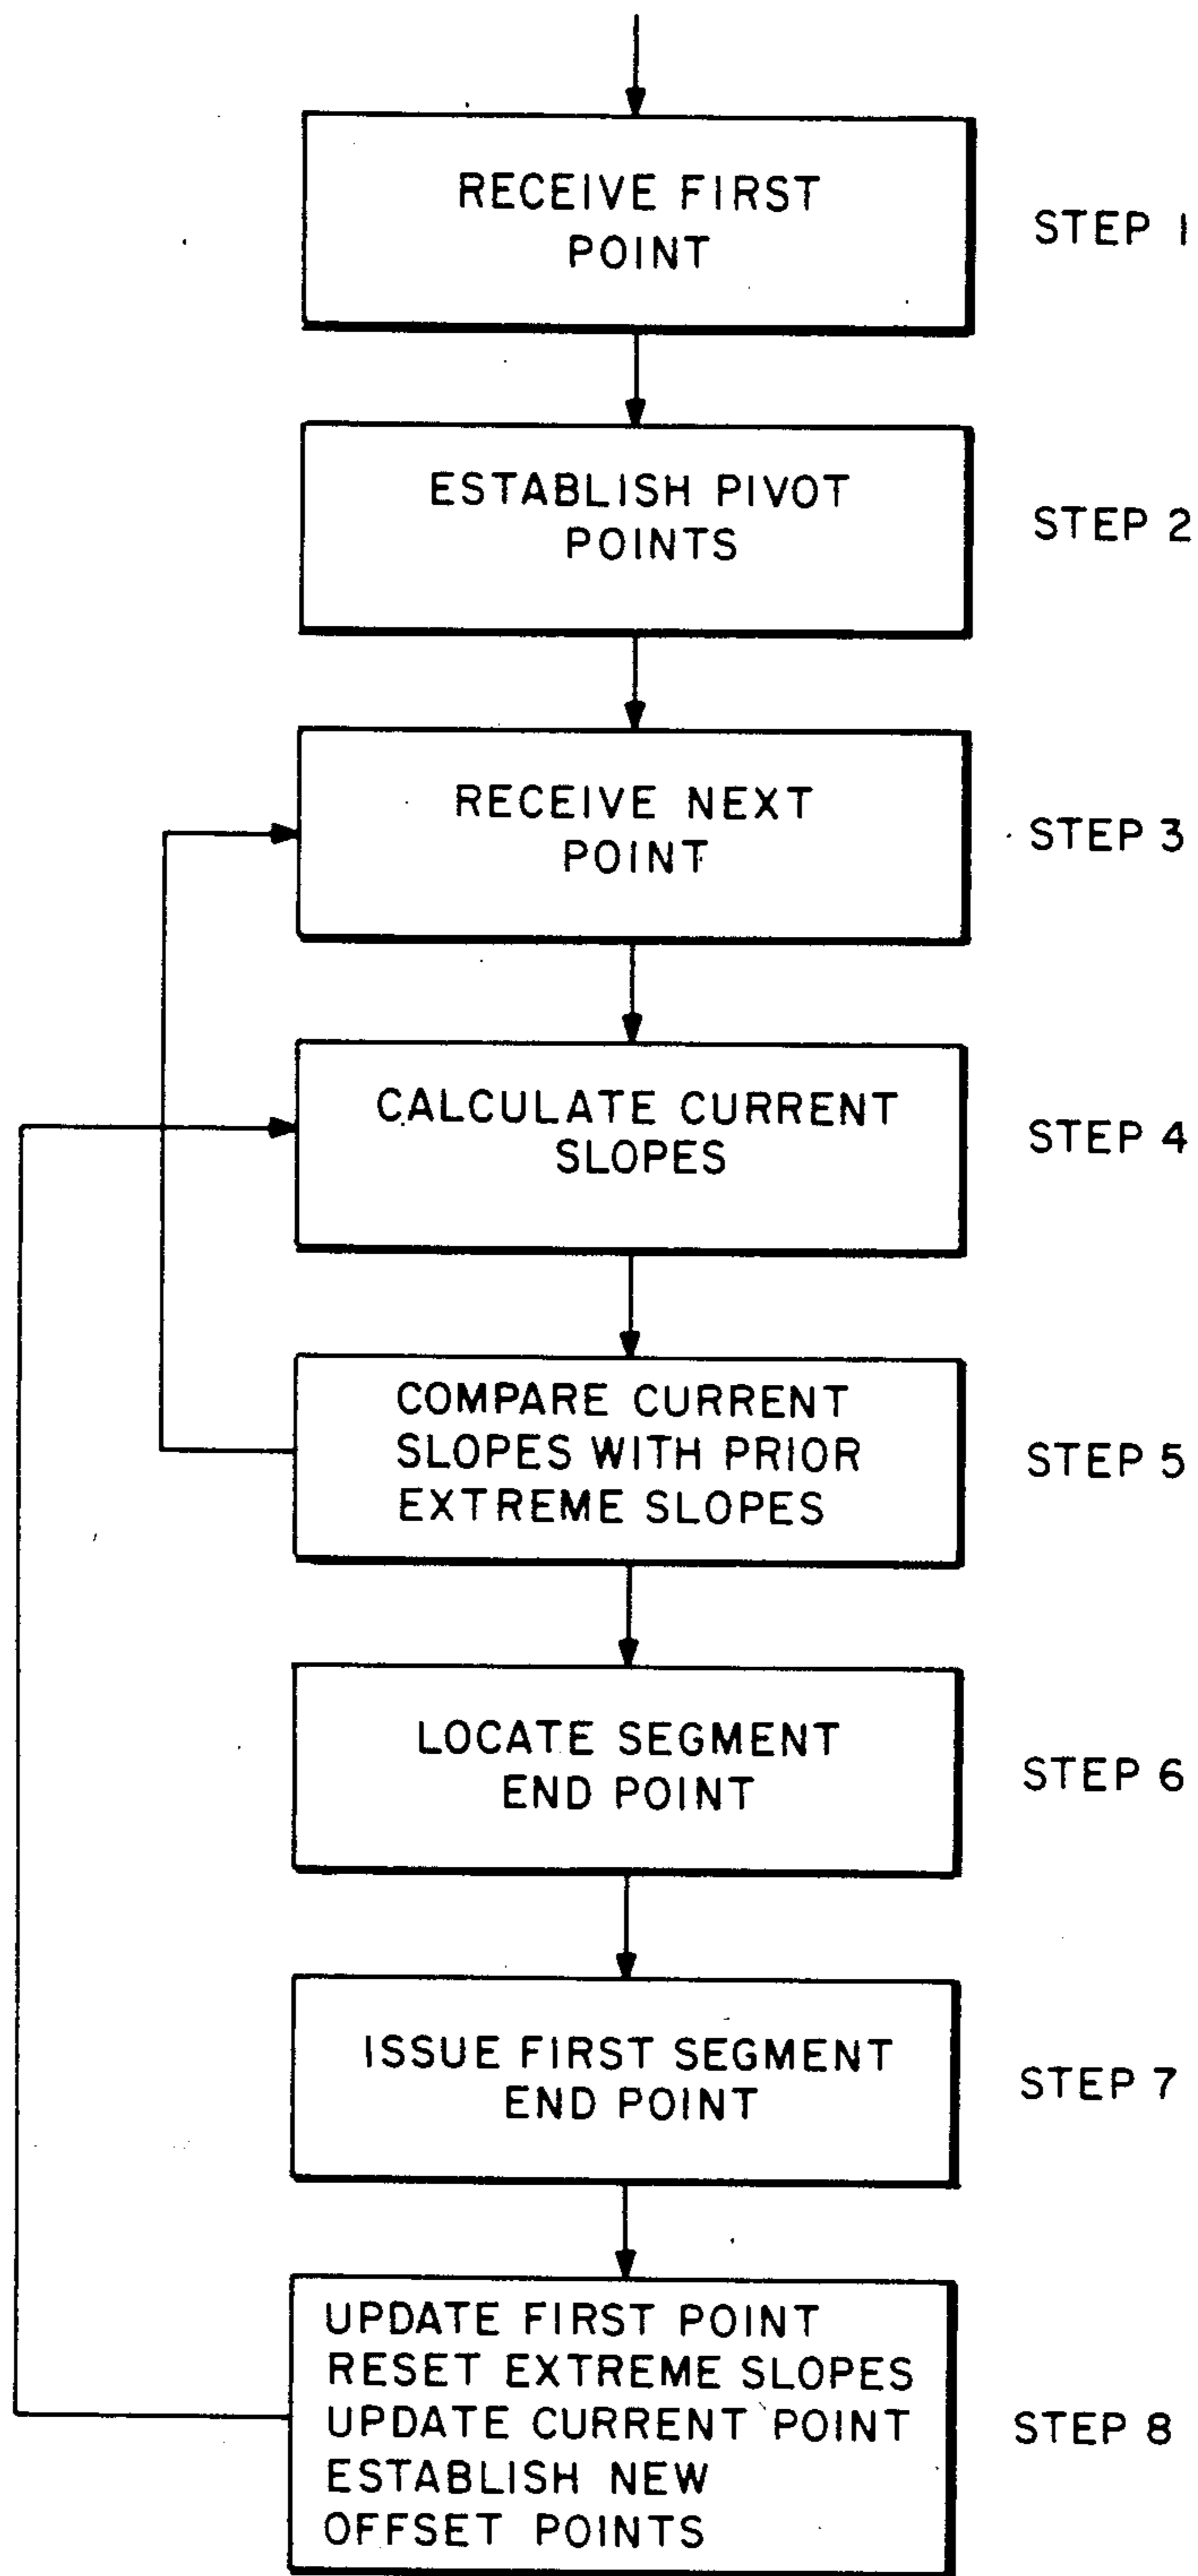 RECEIVE FIRST
POINT
STEP 1
ESTABLISH PIVOT
POINTS
STEP 2
RECEIVE NEXT
POINT
STEP 3
CALCULATE CURRENT
SLOPES
STEP 4
COMPARE CURRENT
SLOPES WITH PRIOR
EXTREME SLOPES
STEP 5
LOCATE SEGMENT
END POINT
STEP 6
ISSUE FIRST SEGMENT
END POINT
STEP 7
UPDATE FIRST POINT
RESET EXTREME SLOPES
UPDATE CURRENT POINT
ESTABLISH NEW
OFFSET POINTS
STEP 8